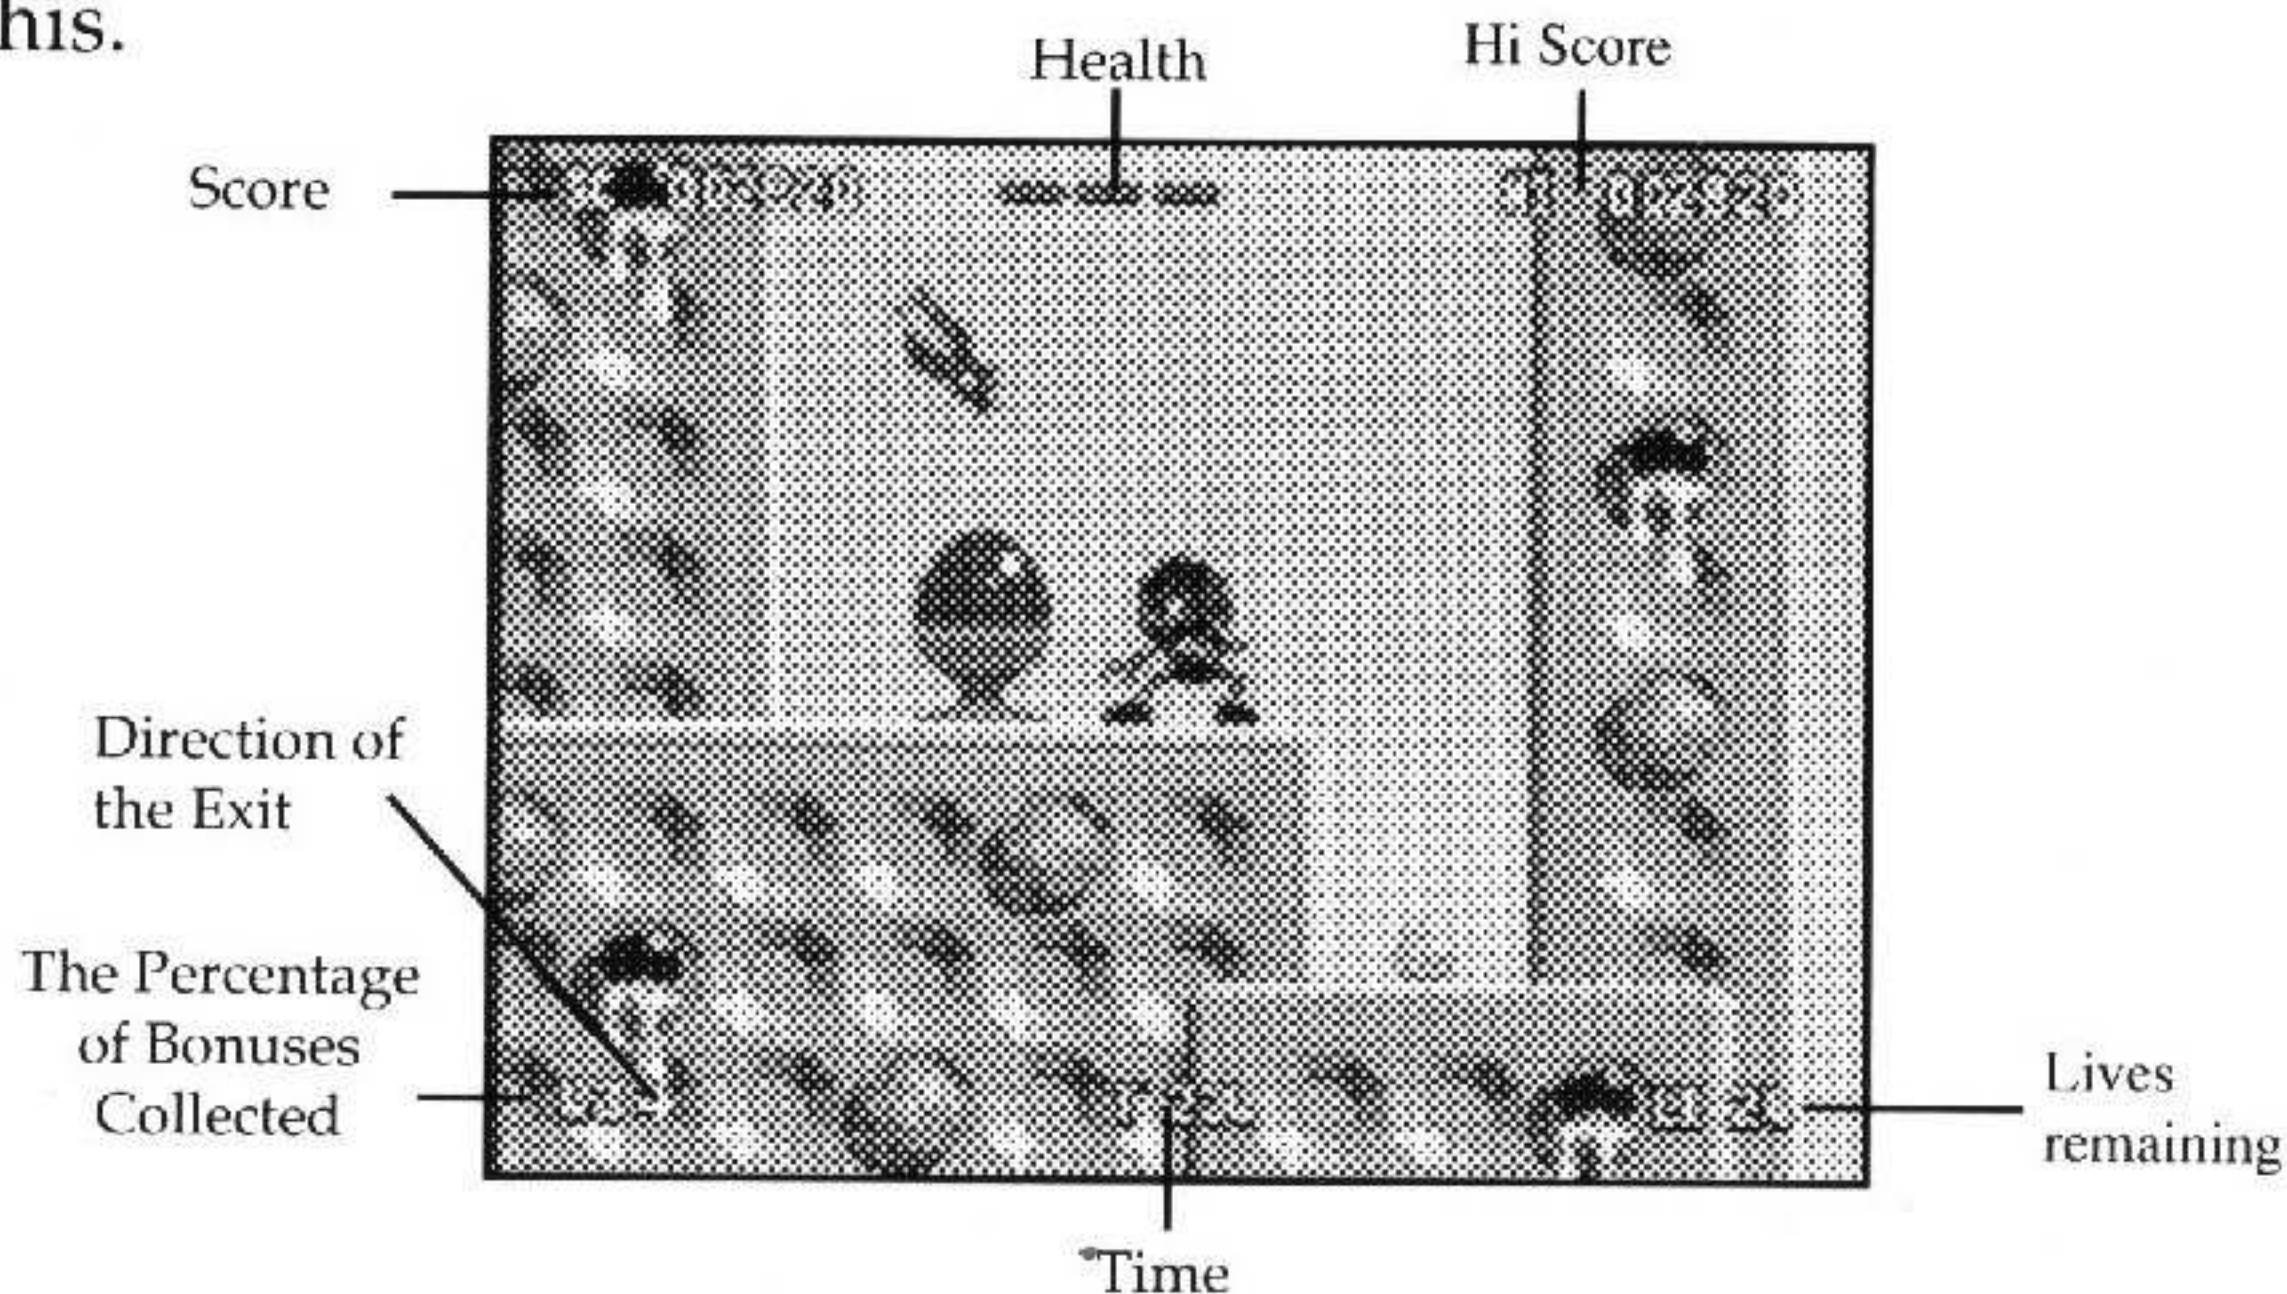 his.
Health
Hi Score
Score
Direction of
the Exit
The Percentage
of Bonuses
Collected
Lives
remaining
Time